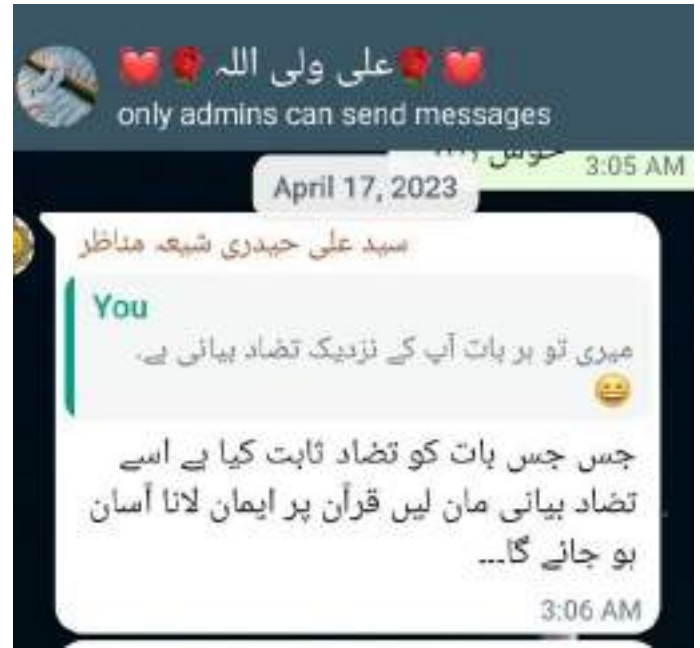 💓🌹علی ولی اللہ🌹💓
only admins can send messages
3:05 AM
April 17, 2023
سید علی حیدری شیعہ مناظر
You
میری تو ہر بات آپ کے نزدیک تضاد بیانی ہے۔
😀
جس جس بات کو تضاد ثابت کیا ہے اسے
تضاد بیانی مان لیں قرآن پر ایمان لانا آسان
ہو جائے گا۔۔۔
3:06 AM